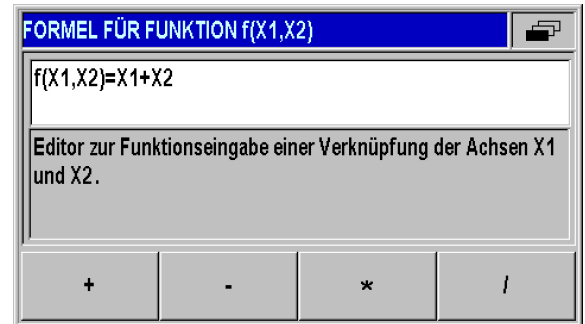 FORMEL FÜR FUNKTION f(X1,X2)
f(X1,X2)=X1+X2
Editor zur Funktionseingabe einer Verknüpfung der Achsen X1
und X2.
+ - * /